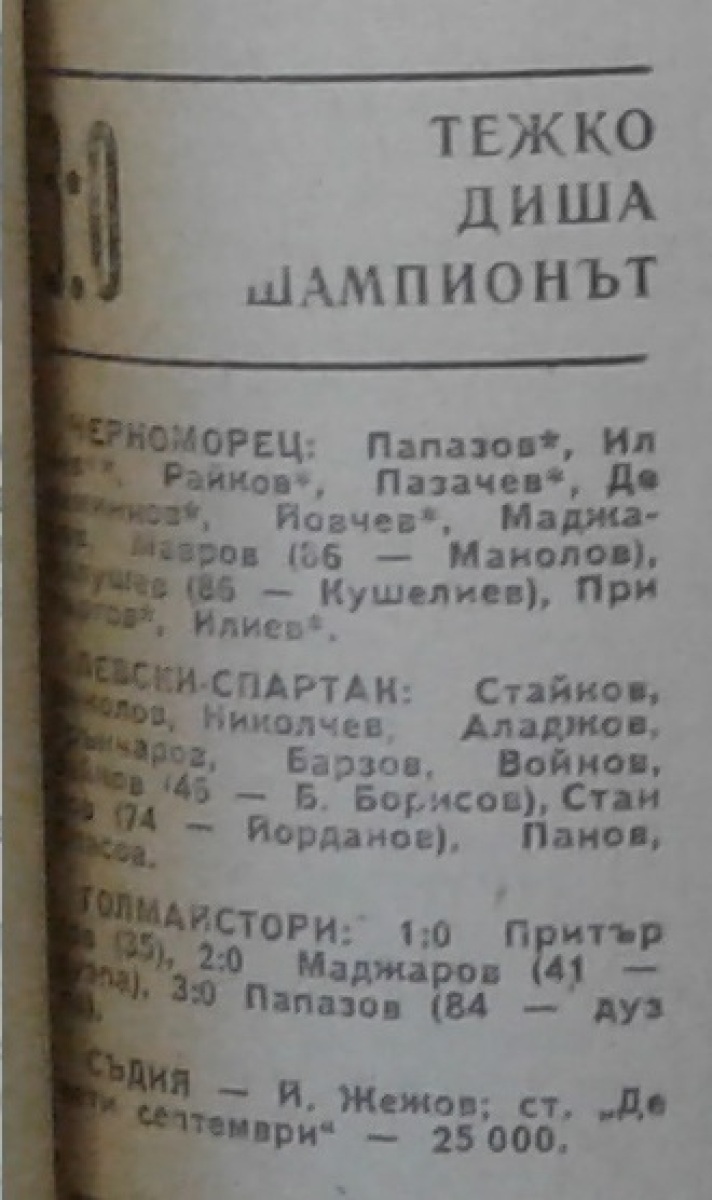 :0
ТЕЖКО
ДИША
ШАМПИОНЪТ
ЧЕРНОМОРЕЦ: Папазов*, Ил
Райков*, Пазачев*, Де
Йовчев*, Маджа-
Мавров (86 — Манолов),
(86 — Кушелиев), При
Илиев*.
ЛЕВСКИ-СПАРТАК: Стайков,
Николчев, Аладжов,
Барзов, Войнов,
(46 — Б. Борисов), Стан
(74 — Йорданов), Панов,
ГОЛМАЙСТОРИ: 1:0 Притър
(35), 2:0 Маджаров (41 —
3:0 Папазов (84 — дуз
СЪДИЯ — Й. Жежов; ст. „Де
септември“ — 25 000.